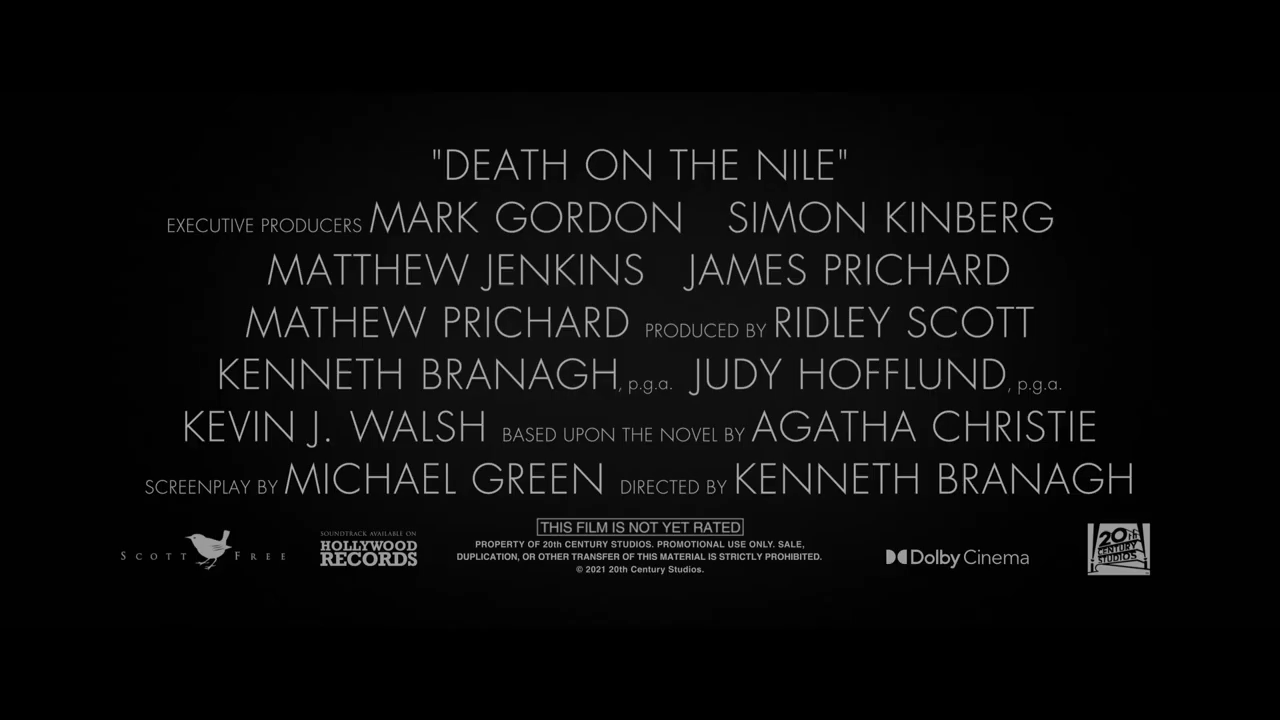 "DEATH ON THE NILE"
EXECUTIVE PRODUCERS MARK GORDON SIMON KINBERG
MATTHEW JENKINS JAMES PRICHARD
MATHEW PRICHARD PRODUCED BY RIDLEY SCOTT
KENNETH BRANAGH, p.g.a. JUDY HOFFLUND, p.g.a.
KEVIN J. WALSH BASED UPON THE NOVEL BY AGATHA CHRISTIE
SCREENPLAY BY MICHAEL GREEN DIRECTED BY KENNETH BRANAGH
SCOTT FREE
SOUNDTRACK AVAILABLE ON
HOLLYWOOD
RECORDS
THIS FILM IS NOT YET RATED
PROPERTY OF 20th CENTURY STUDIOS. PROMOTIONAL USE ONLY. SALE,
DUPLICATION, OR OTHER TRANSFER OF THIS MATERIAL IS STRICTLY PROHIBITED.
© 2021 20th Century Studios.
Dolby Cinema
20th
CENTURY
STUDIOS